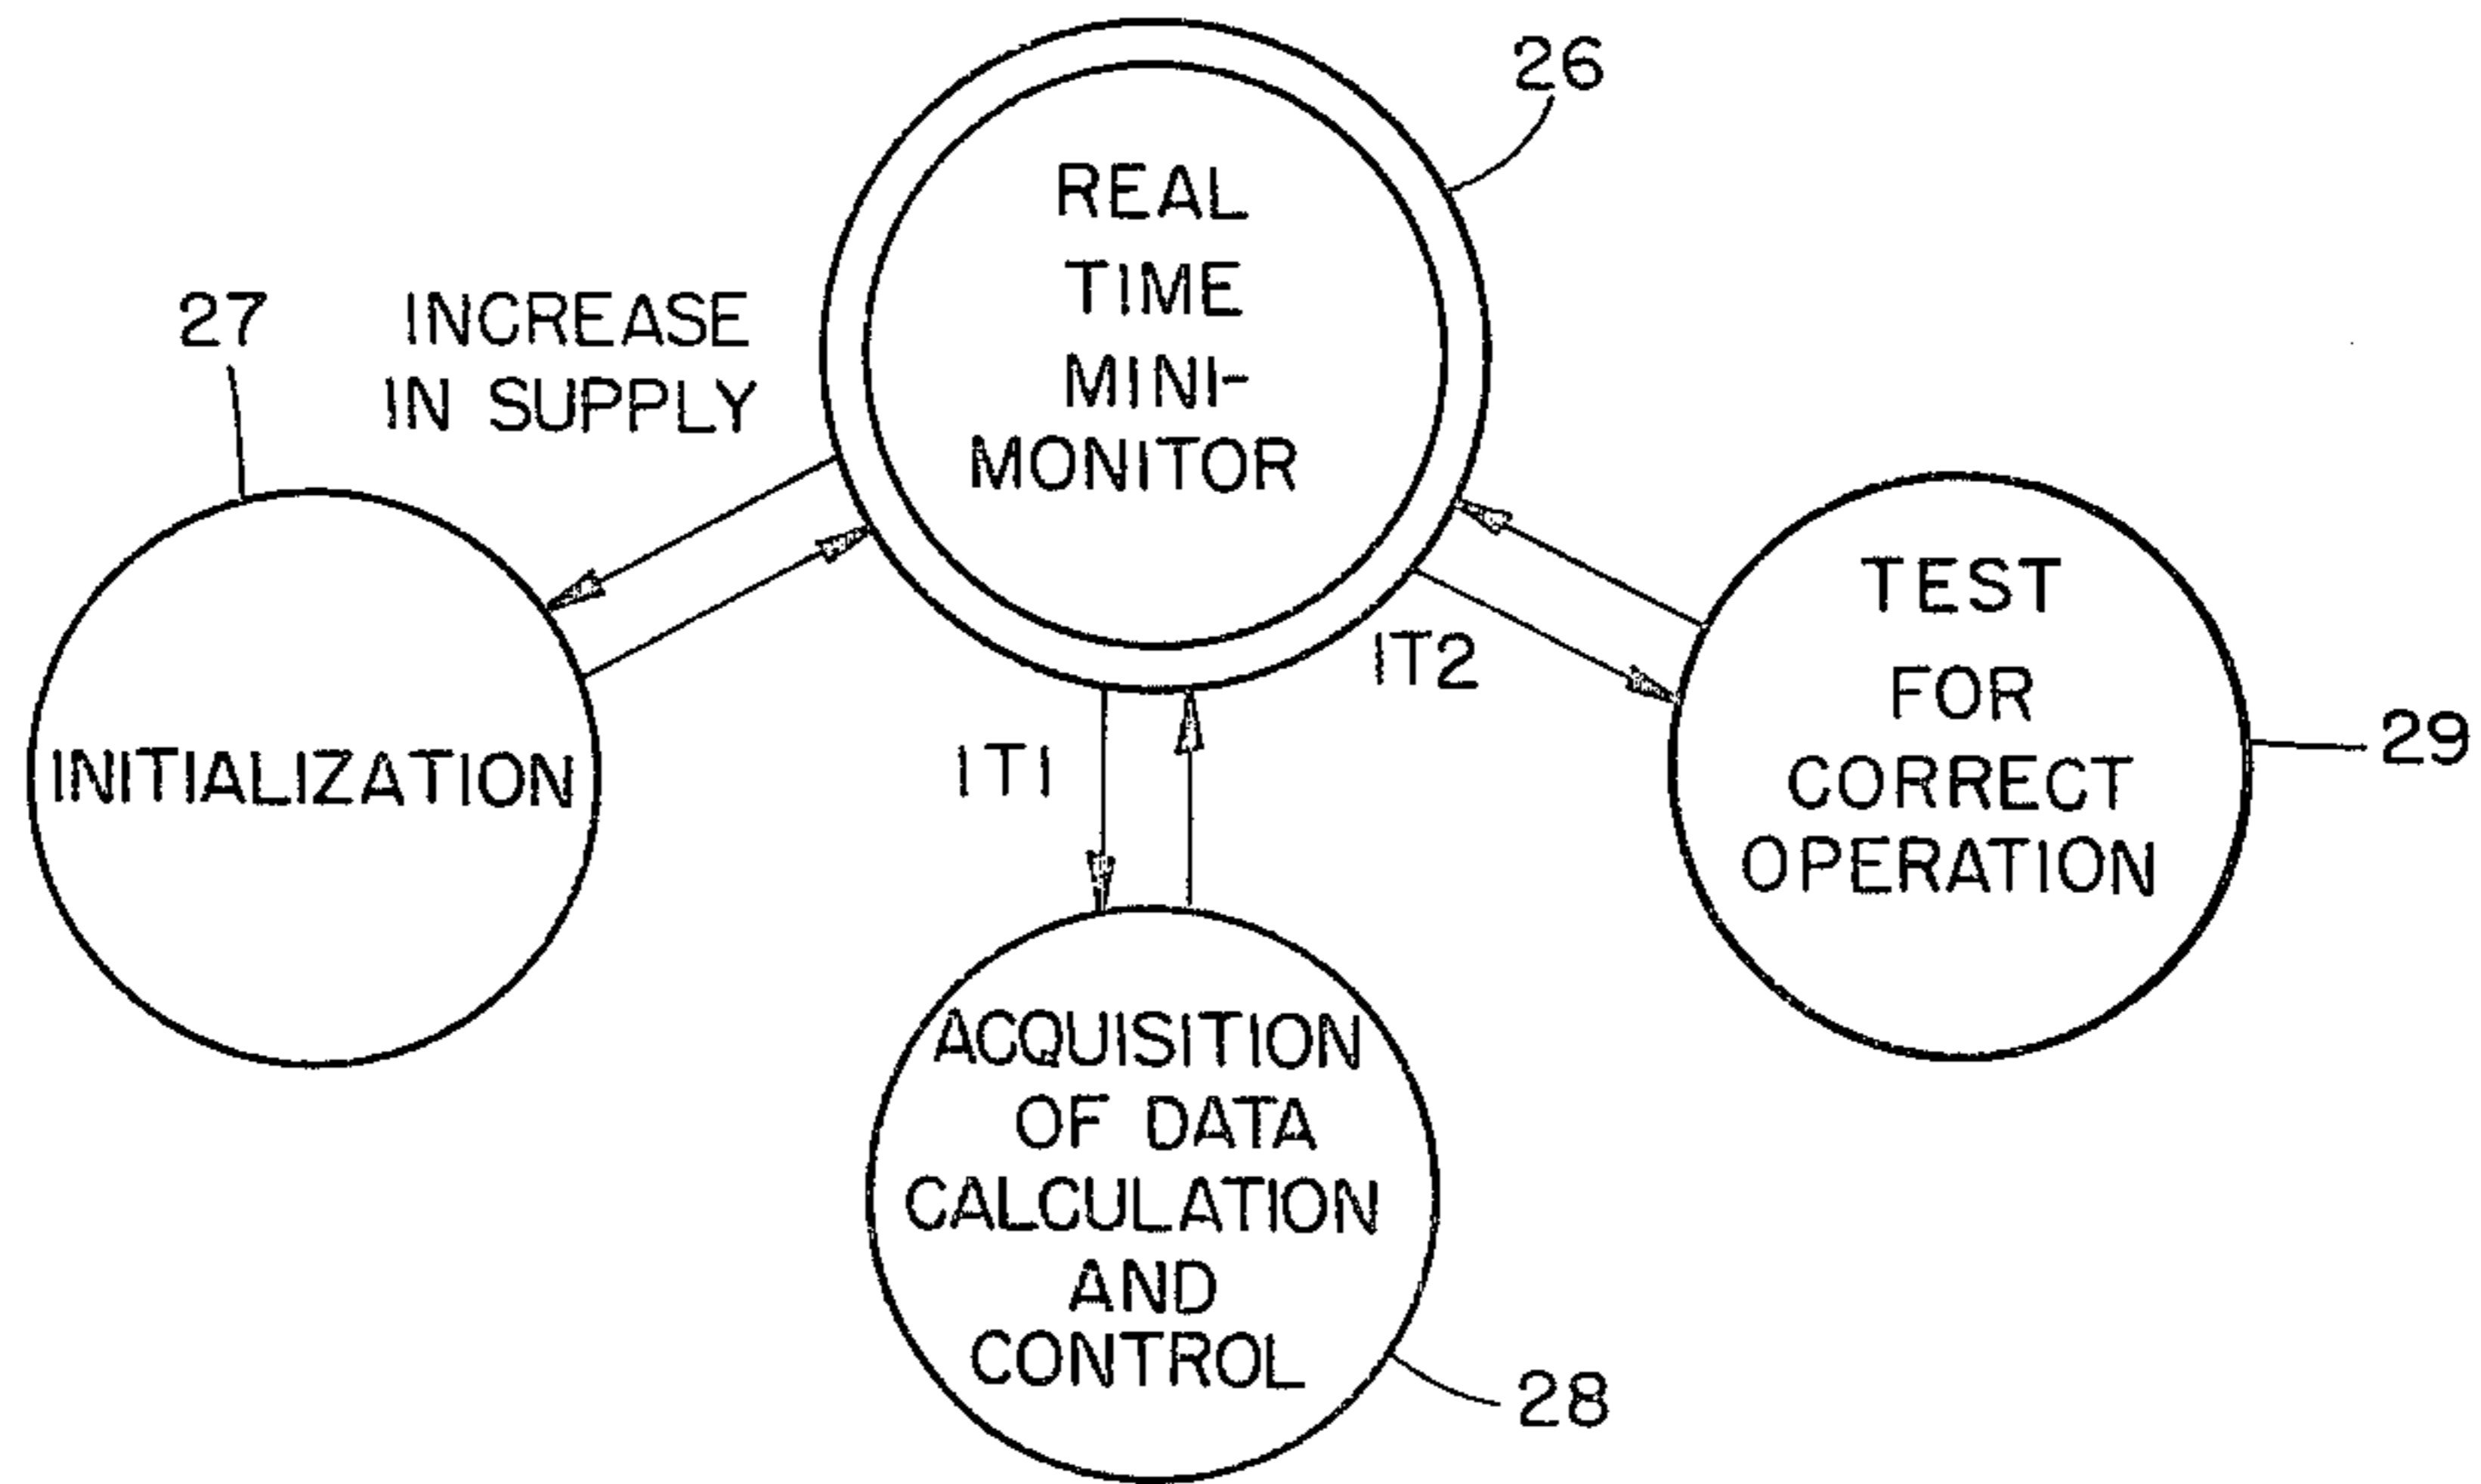 26
REAL
TIME
MINI-
MONITOR
27
INCREASE
IN SUPPLY
INITIALIZATION
IT1
IT2
TEST
FOR
CORRECT
OPERATION
29
ACQUISITION
OF DATA
CALCULATION
AND
CONTROL
28